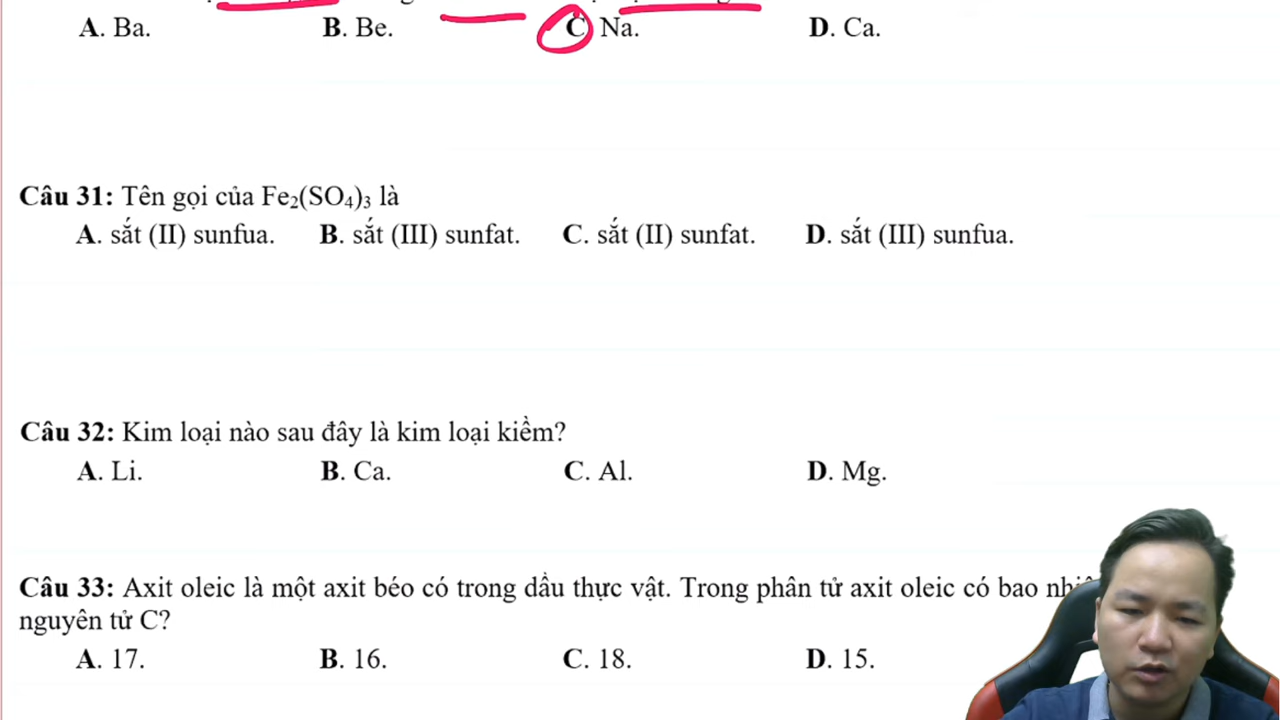 A. Ba. B. Be. C. Na. D. Ca.
Câu 31: Tên gọi của Fe₂(SO₄)₃ là
A. sắt (II) sunfua. B. sắt (III) sunfat. C. sắt (II) sunfat. D. sắt (III) sunfua.
Câu 32: Kim loại nào sau đây là kim loại kiềm?
A. Li. B. Ca. C. Al. D. Mg.
Câu 33: Axit oleic là một axit béo có trong dầu thực vật. Trong phân tử axit oleic có bao
nguyên tử C?
A. 17. B. 16. C. 18. D. 15.